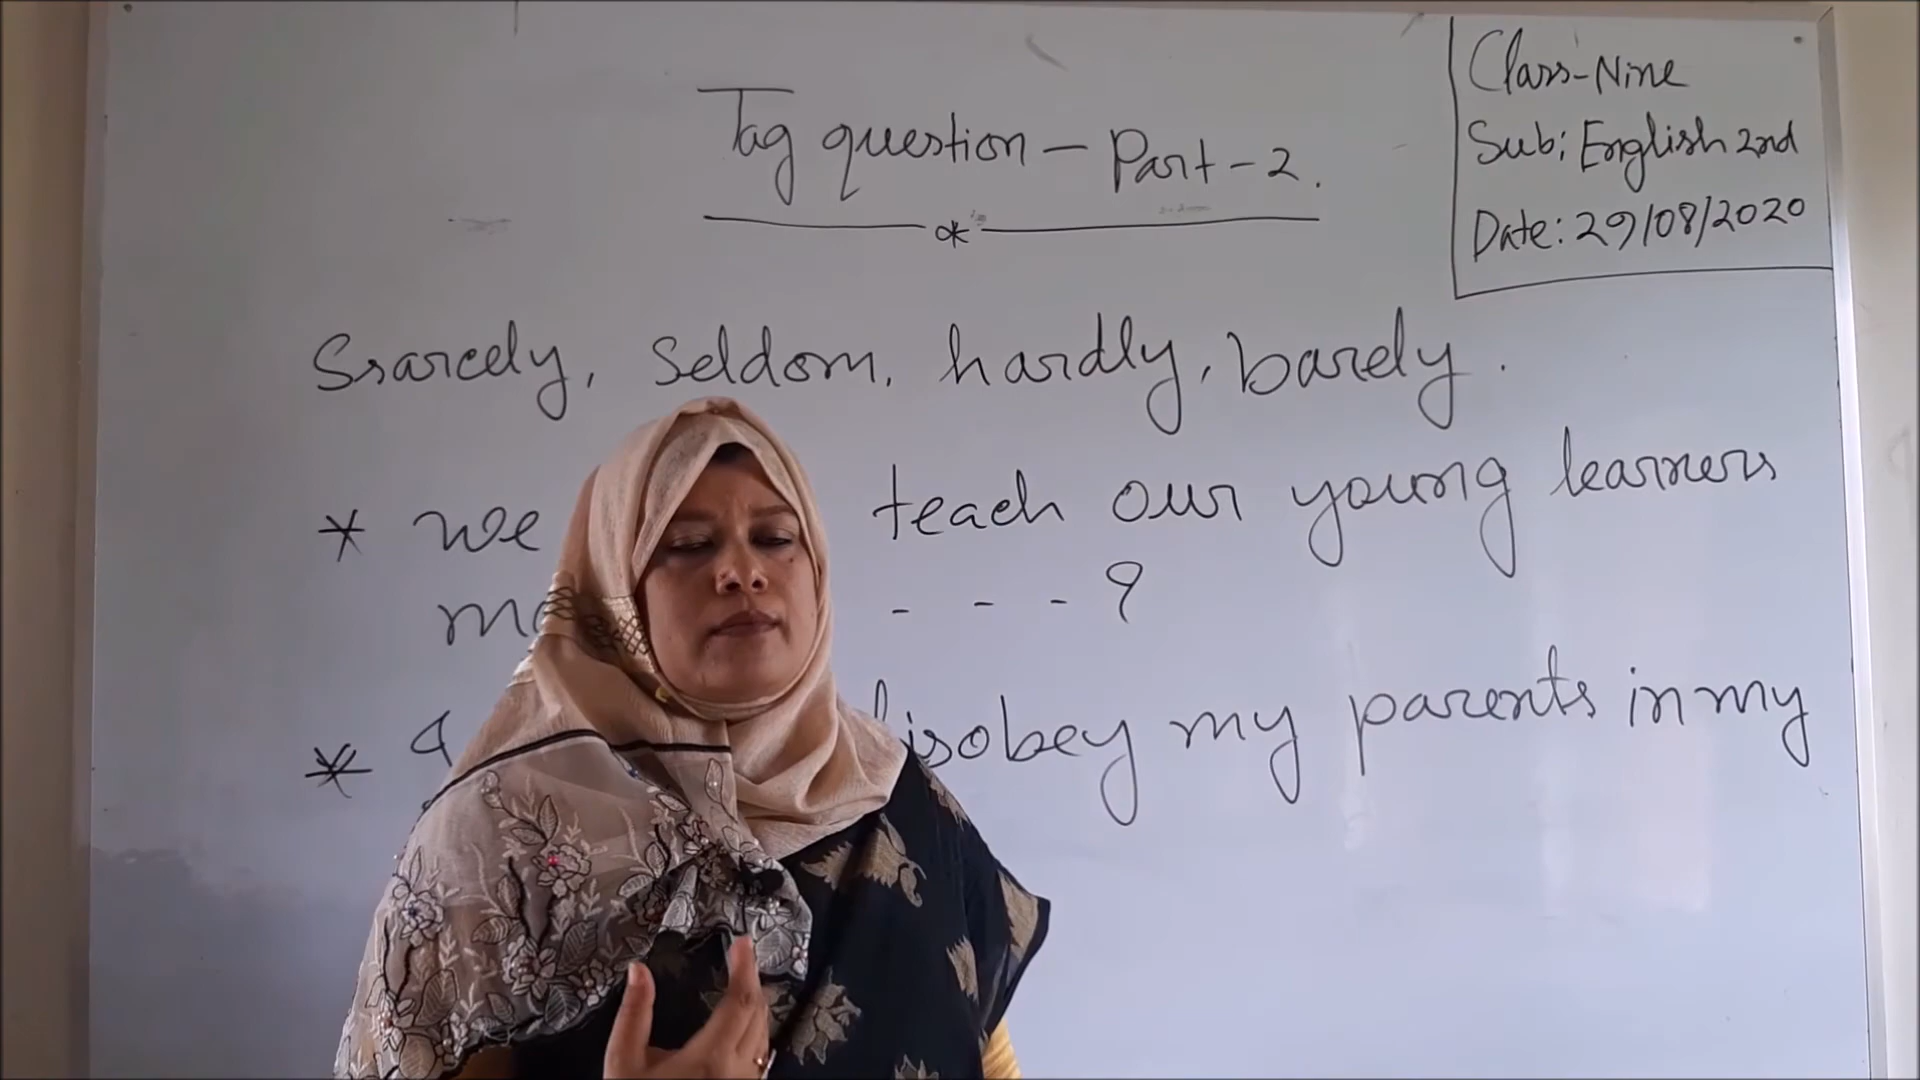 Tag question - Part - 2.
Class-Nine
Sub: English 2nd
Date: 29/08/2020
Ssarcely, Seldom, hardly, barely.
* we teach our young learners
- - - ?
* my parents in my